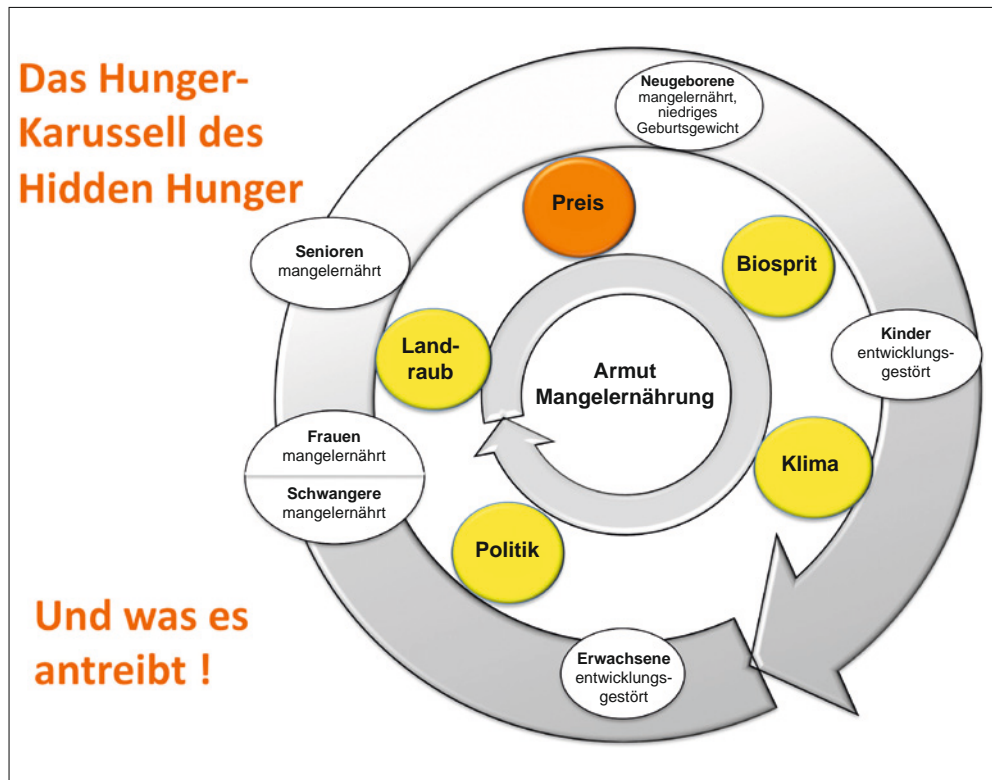 Das Hunger-
Karussell des
Hidden Hunger
Neugeborene
mangelernährt,
niedriges
Geburtsgewicht
Preis
Biosprit
Senioren
mangelernährt
Kinder
entwicklungs-
gestört
Land-
raub
Armut
Mangelernährung
Frauen
mangelernährt
Schwangere
mangelernährt
Klima
Politik
Und was es
antreibt !
Erwachsene
entwicklungs-
gestört